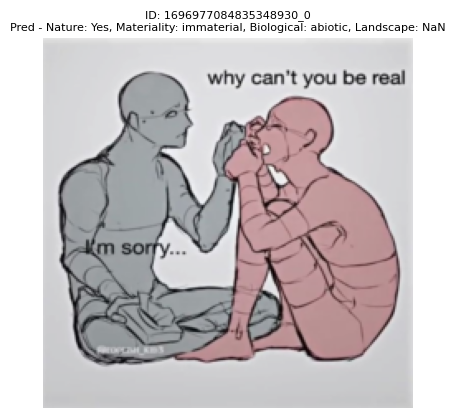 ID: 1696977084835348930_0
Pred - Nature: Yes, Materiality: immaterial, Biological: abiotic, Landscape: NaN
why can't you be real
I'm sorry...